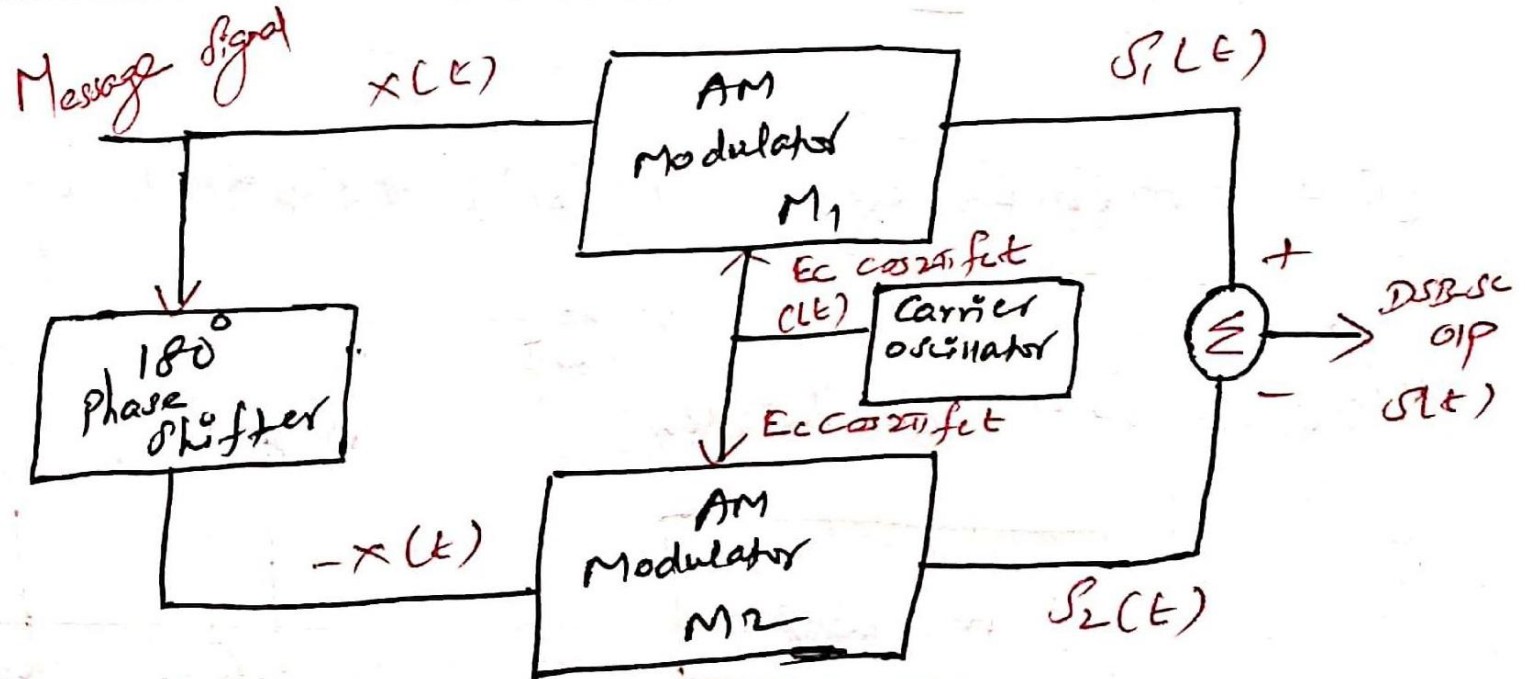 Message Signal
x(t)
AM
Modulator
M1
S1(t)
Ec cos2πfct
C(t)
Carrier
oscillator
+
Σ
-
DSB-SC
O/P
S(t)
180°
Phase
Shifter
Ec Cos2πfct
-x(t)
AM
Modulator
M2
S2(t)